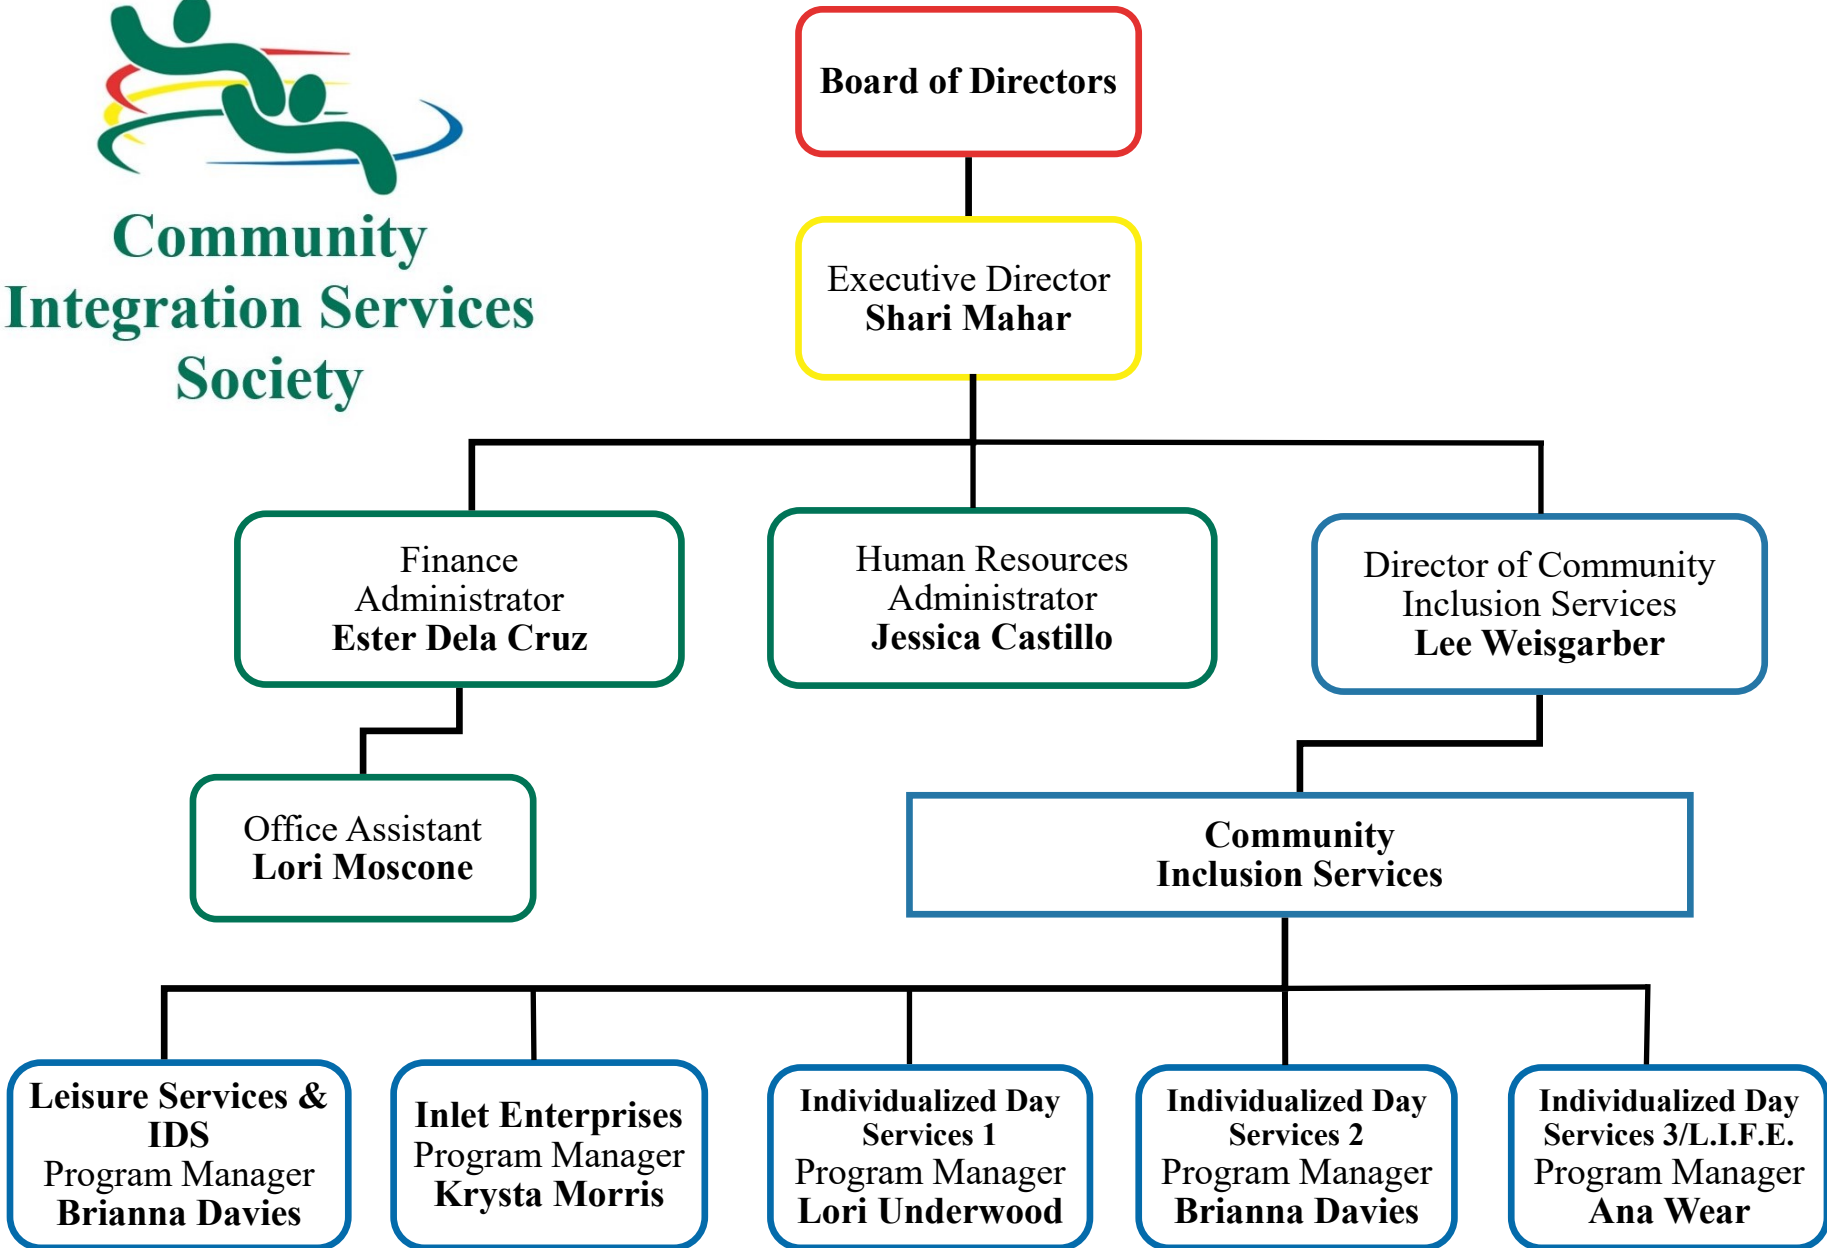 Community
Integration Services
Society
Board of Directors
Executive Director
Shari Mahar
Finance
Administrator
Ester Dela Cruz
Human Resources
Administrator
Jessica Castillo
Director of Community
Inclusion Services
Lee Weisgarber
Office Assistant
Lori Moscone
Community
Inclusion Services
Leisure Services &
IDS
Program Manager
Brianna Davies
Inlet Enterprises
Program Manager
Krysta Morris
Individualized Day
Services 1
Program Manager
Lori Underwood
Individualized Day
Services 2
Program Manager
Brianna Davies
Individualized Day
Services 3/L.I.F.E.
Program Manager
Ana Wear